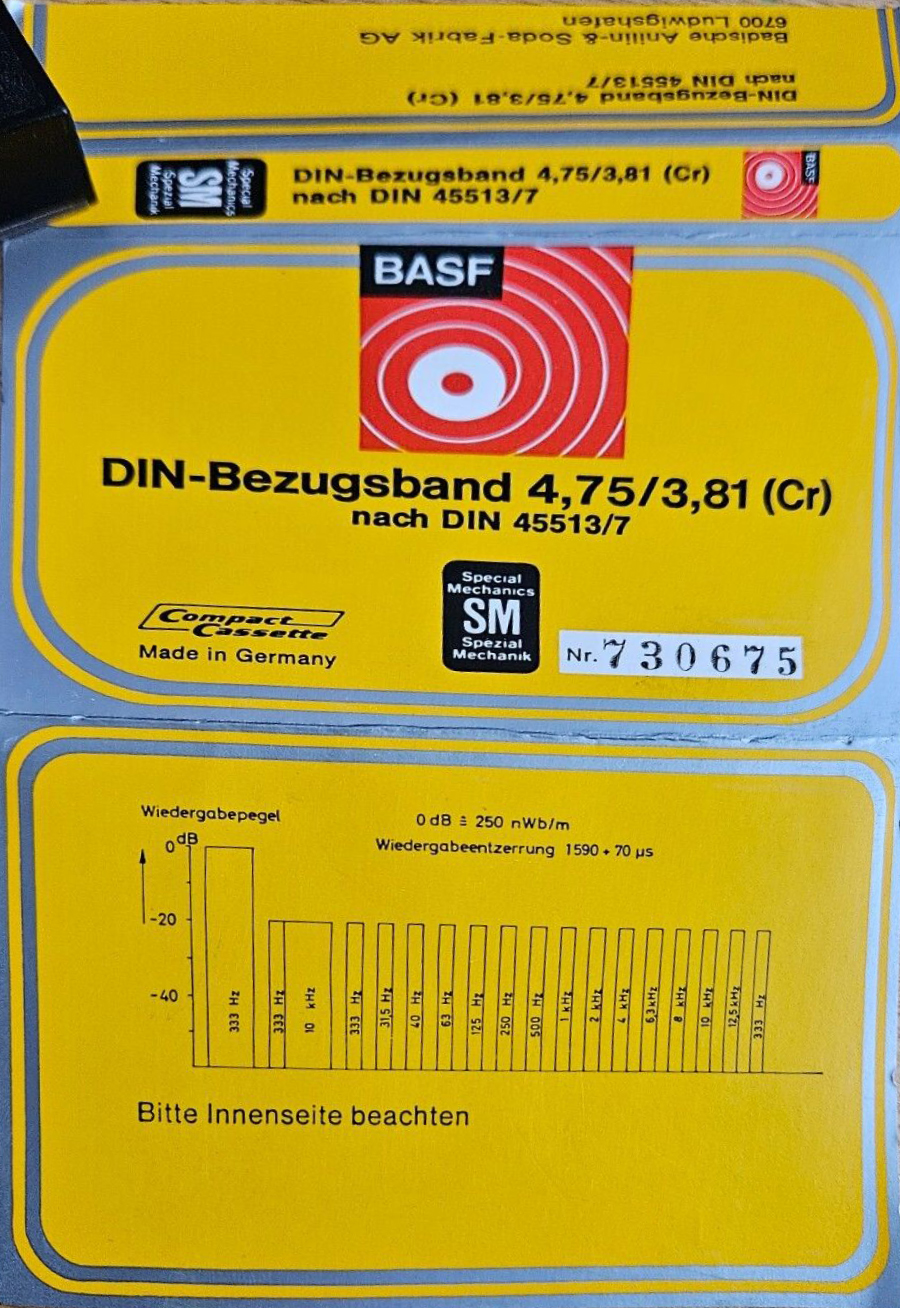 6700 Ludwigshafen
Badische Anilin-& Soda-Fabrik AG
nach DIN 45513/7
DIN-Bezugsband 4,75/3,81 (Cr)
Special
Mechanics
SM
Spezial
Mechanik
DIN-Bezugsband 4,75/3,81 (Cr)
nach DIN 45513/7
BASF
BASF
DIN-Bezugsband 4,75/3,81 (Cr)
nach DIN 45513/7
Special
Mechanics
SM
Spezial
Mechanik
Compact
Cassette
Made in Germany
Nr. 730675
Wiedergabepegel
0 dB ≙ 250 nWb/m
Wiedergabeentzerrung 1590 + 70 µs
0 dB
-20
-40
333 Hz
333 Hz
10 kHz
333 Hz
31,5 Hz
40 Hz
63 Hz
125 Hz
250 Hz
500 Hz
1 kHz
2 kHz
4 kHz
6,3 kHz
8 kHz
10 kHz
12,5 kHz
333 Hz
Bitte Innenseite beachten